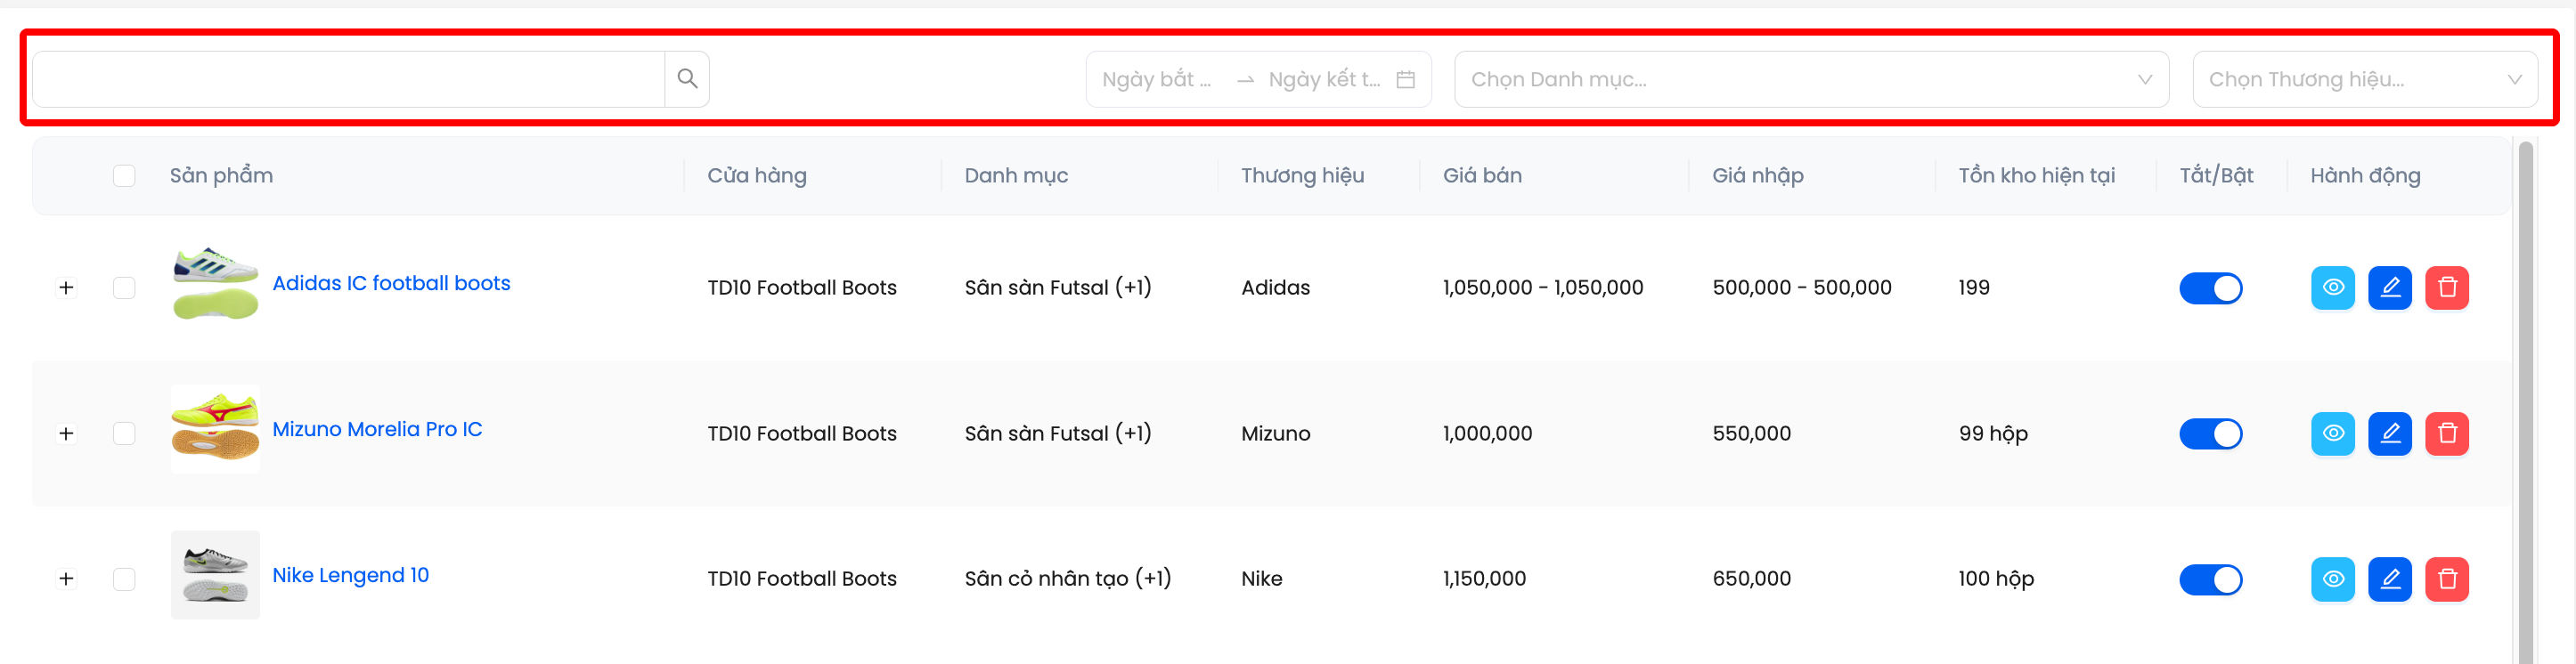 Ngày bắt ... Ngày kết t... Chọn Danh mục... Chọn Thương hiệu...
Sản phẩm Cửa hàng Danh mục Thương hiệu Giá bán Giá nhập Tồn kho hiện tại Tắt/Bật Hành động
Adidas IC football boots TD10 Football Boots Sân sàn Futsal (+1) Adidas 1,050,000 - 1,050,000 500,000 - 500,000 199
Mizuno Morelia Pro IC TD10 Football Boots Sân sàn Futsal (+1) Mizuno 1,000,000 550,000 99 hộp
Nike Lengend 10 TD10 Football Boots Sân cỏ nhân tạo (+1) Nike 1,150,000 650,000 100 hộp